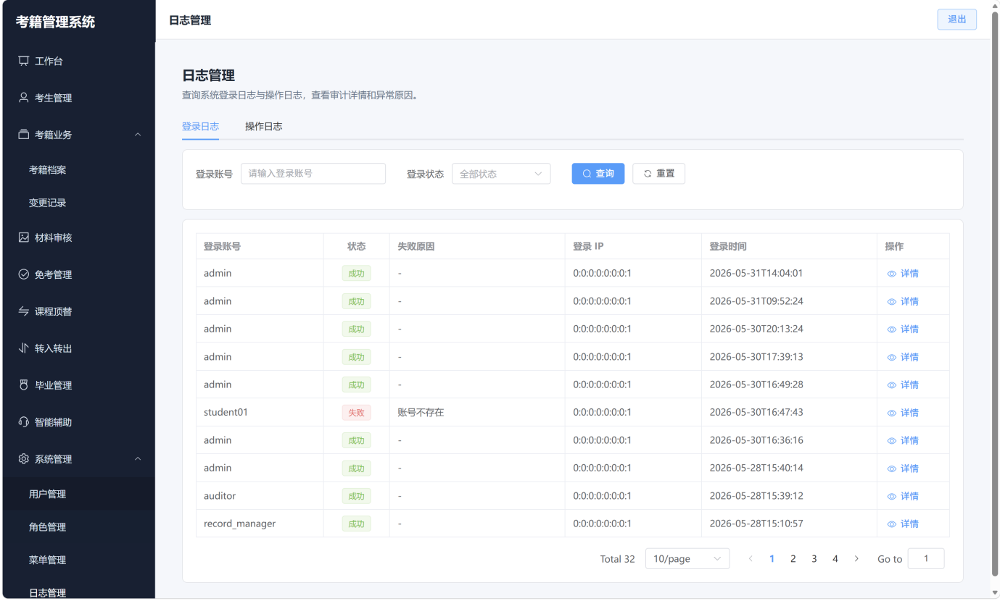 考籍管理系统
日志管理
退出
工作台
考生管理
考籍业务
考籍档案
变更记录
材料审核
免考管理
课程顶替
转入转出
毕业管理
智能辅助
系统管理
用户管理
角色管理
菜单管理
日志管理
日志管理
查询系统登录日志与操作日志，查看审计详情和异常原因。
登录日志 操作日志
登录账号 请输入登录账号 登录状态 全部状态 查询 重置
登录账号 状态 失败原因 登录 IP 登录时间 操作
admin 成功 - 0:0:0:0:0:0:0:1 2026-05-31T14:04:01 详情
admin 成功 - 0:0:0:0:0:0:0:1 2026-05-31T09:52:24 详情
admin 成功 - 0:0:0:0:0:0:0:1 2026-05-30T20:13:24 详情
admin 成功 - 0:0:0:0:0:0:0:1 2026-05-30T17:39:13 详情
admin 成功 - 0:0:0:0:0:0:0:1 2026-05-30T16:49:28 详情
student01 失败 账号不存在 0:0:0:0:0:0:0:1 2026-05-30T16:47:43 详情
admin 成功 - 0:0:0:0:0:0:0:1 2026-05-30T16:36:16 详情
admin 成功 - 0:0:0:0:0:0:0:1 2026-05-28T15:40:14 详情
auditor 成功 - 0:0:0:0:0:0:0:1 2026-05-28T15:39:12 详情
record_manager 成功 - 0:0:0:0:0:0:0:1 2026-05-28T15:10:57 详情
Total 32 10/page 1 2 3 4 Go to 1